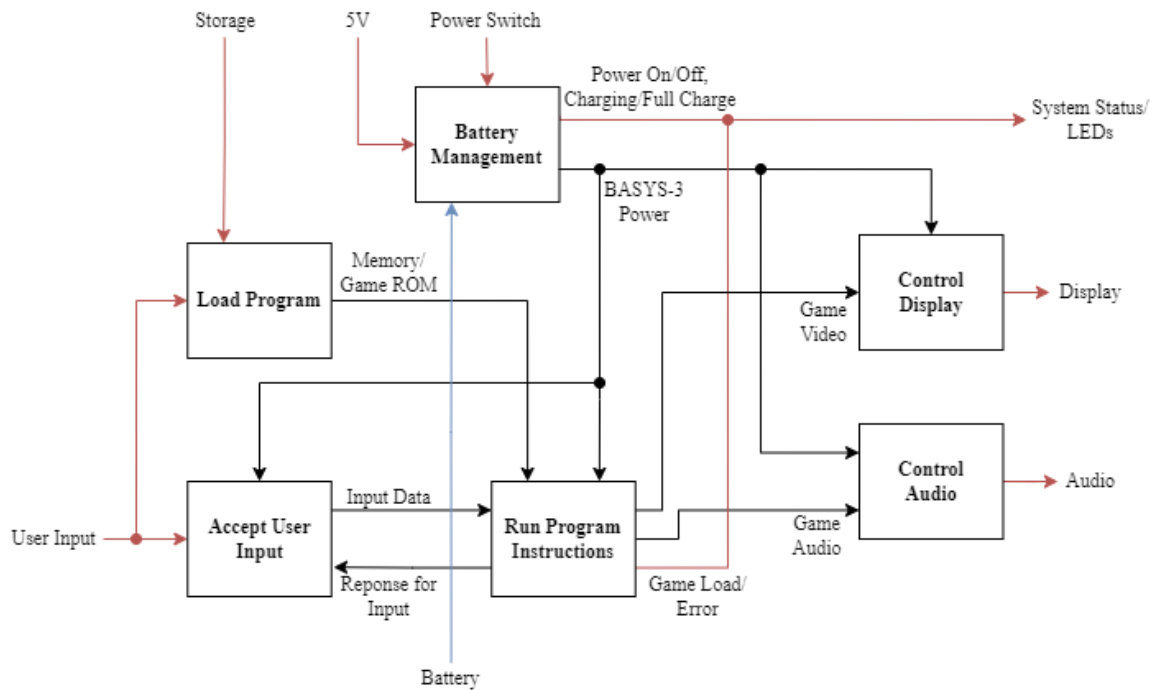 Storage
5V
Power Switch
Power On/Off,
Charging/Full Charge
System Status/
LEDs
Battery
Management
BASYS-3
Power
Memory/
Game ROM
Load Program
Control
Display
Display
Game
Video
Control
Audio
Audio
Input Data
User Input
Accept User
Input
Run Program
Instructions
Game
Audio
Reponse for
Input
Game Load/
Error
Battery